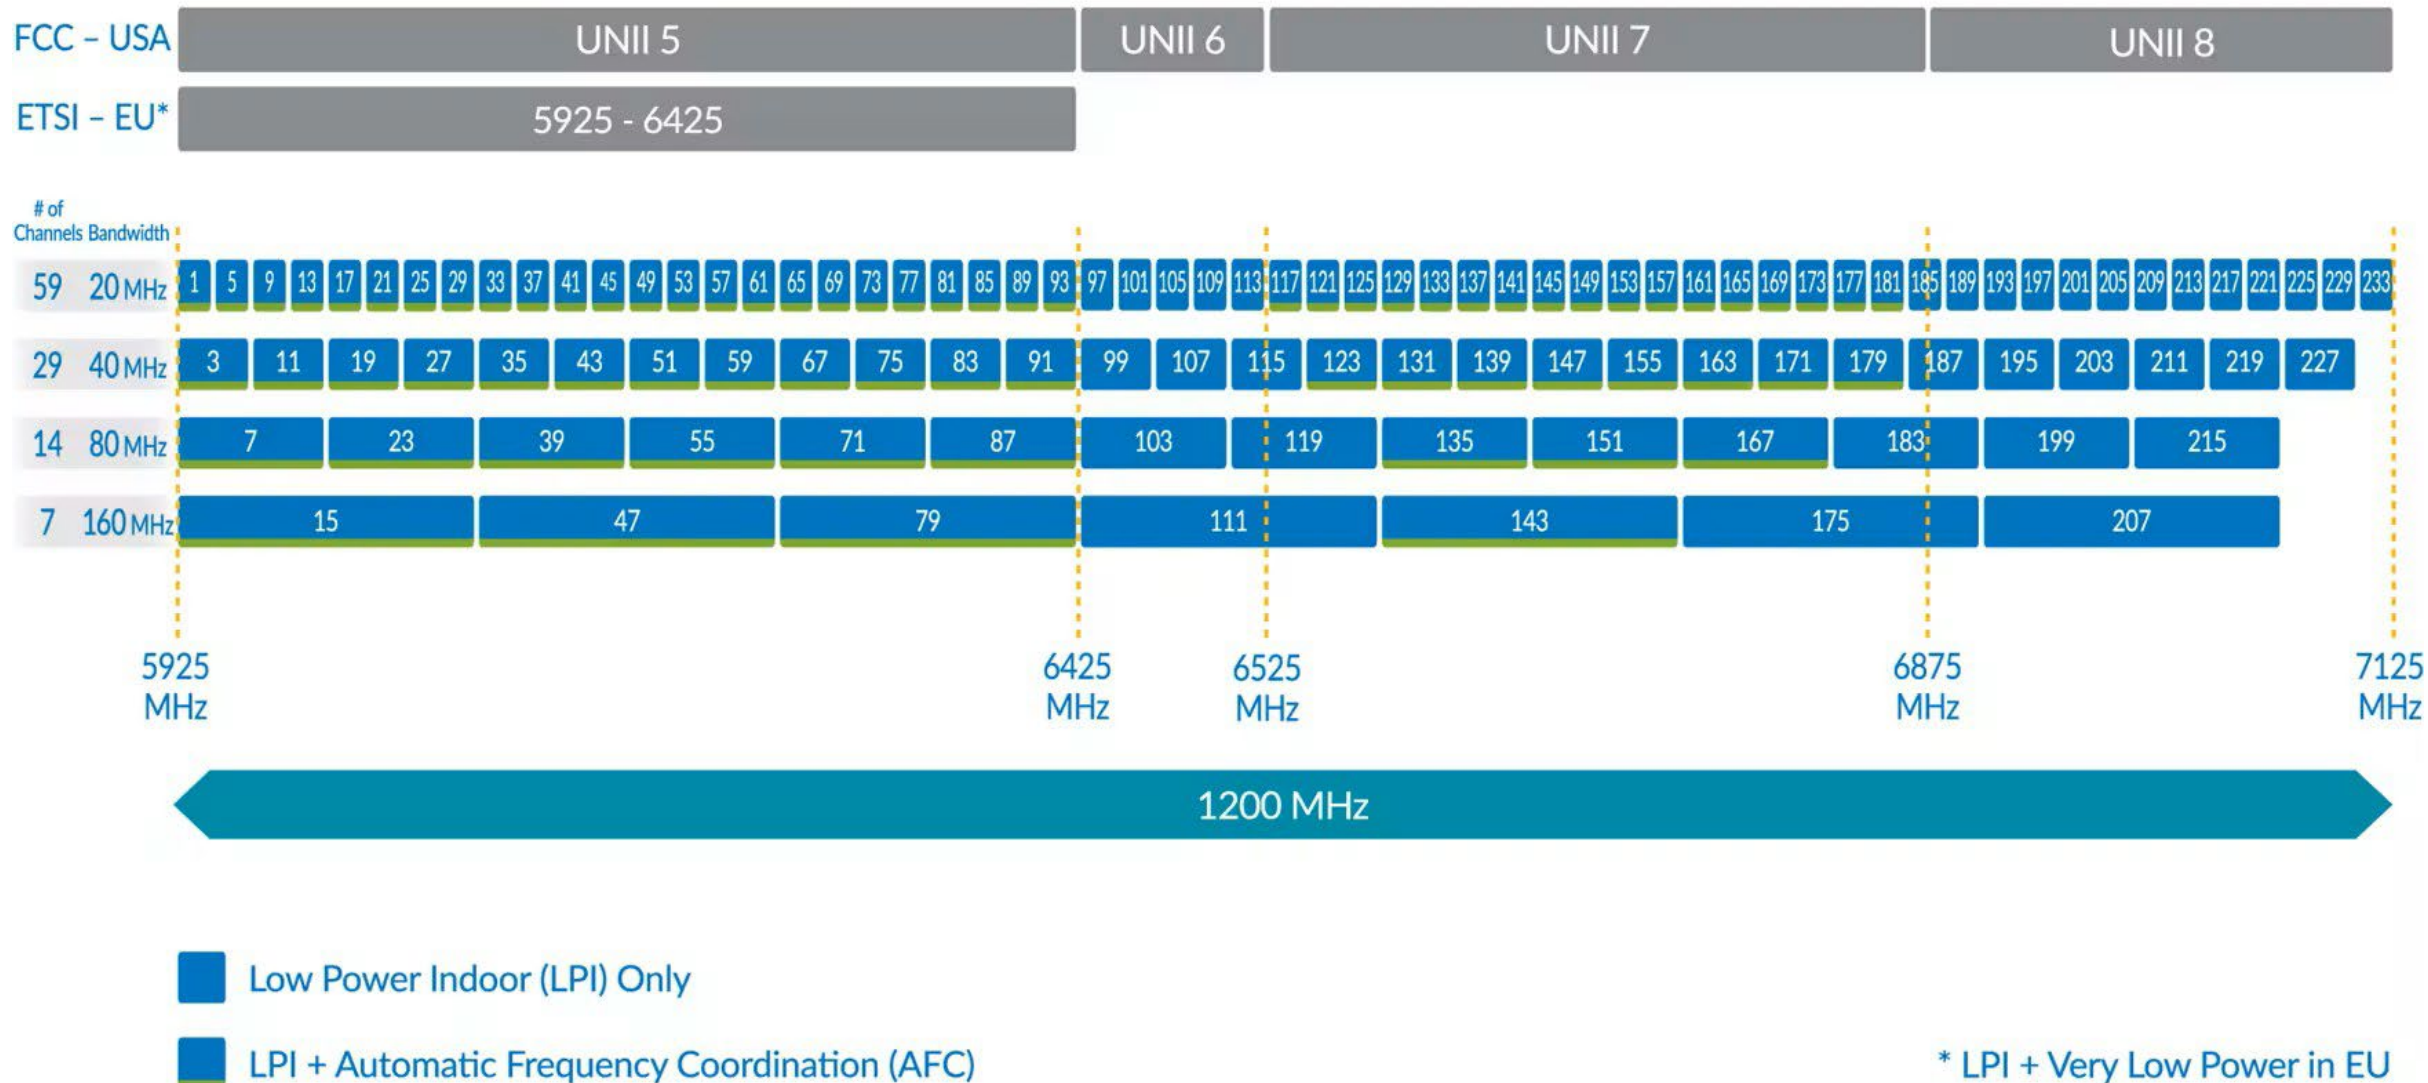 FCC – USA UNII 5 UNII 6 UNII 7 UNII 8
ETSI – EU* 5925 - 6425
# of
Channels Bandwidth
59 20 MHz 1 5 9 13 17 21 25 29 33 37 41 45 49 53 57 61 65 69 73 77 81 85 89 93 97 101 105 109 113 117 121 125 129 133 137 141 145 149 153 157 161 165 169 173 177 181 185 189 193 197 201 205 209 213 217 221 225 229 233
29 40 MHz 3 11 19 27 35 43 51 59 67 75 83 91 99 107 115 123 131 139 147 155 163 171 179 187 195 203 211 219 227
14 80 MHz 7 23 39 55 71 87 103 119 135 151 167 183 199 215
7 160 MHz 15 47 79 111 143 175 207
5925 6425 6525 6875 7125
MHz MHz MHz MHz MHz
1200 MHz
Low Power Indoor (LPI) Only
LPI + Automatic Frequency Coordination (AFC) * LPI + Very Low Power in EU